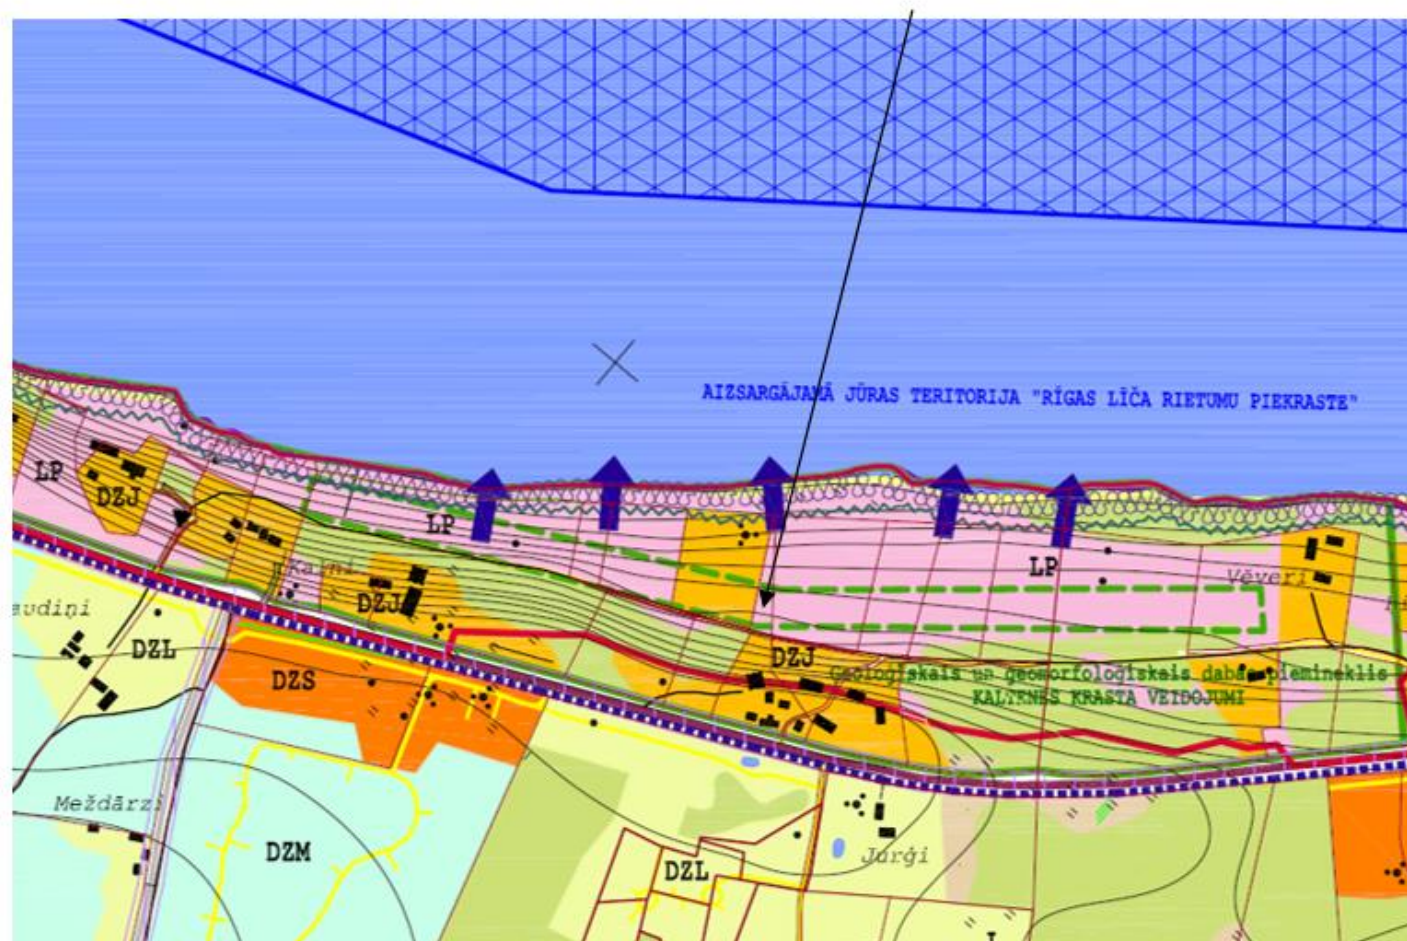 AIZSARGĀJAMĀ JŪRAS TERITORIJA "RĪGAS LĪČA RIETUMU PIEKRASTE"
LP
DZJ
LP
LP
Kalni
Vēveri
DZJ
DZL
DZS
DZJ
Ģeoloģiskais un ģeomorfoloģiskais dabas piemineklis
KALTENES KRASTA VEIDOJUMI
Meždārzi
DZM
DZL
Jurģi